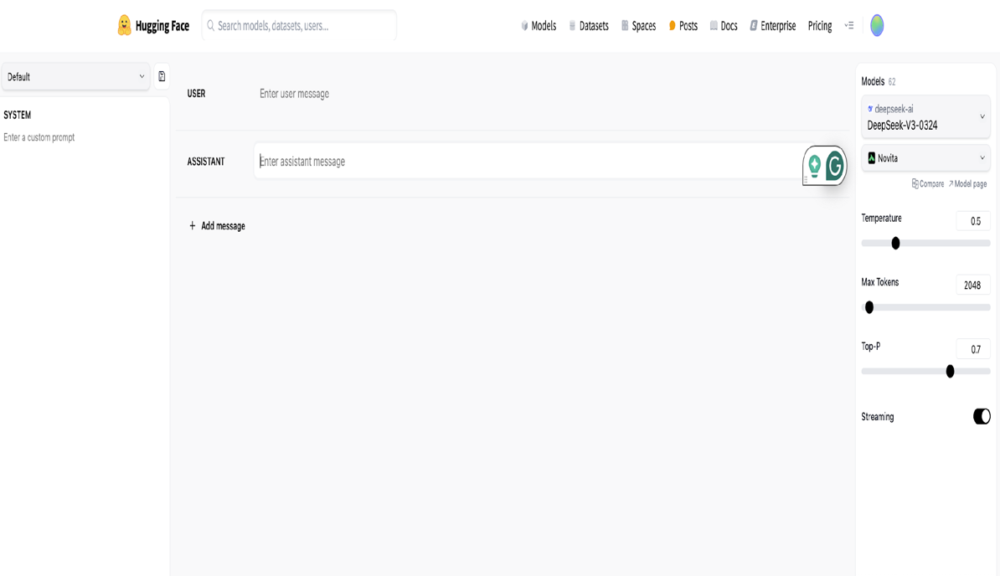 Hugging Face
Search models, datasets, users...
Models
Datasets
Spaces
Posts
Docs
Enterprise
Pricing
Default
SYSTEM
Enter a custom prompt
USER
Enter user message
ASSISTANT
Enter assistant message
G
+ Add message
Models 62
deepseek-ai
DeepSeek-V3-0324
Novita
Compare
Model page
Temperature
0.5
Max Tokens
2048
Top-P
0.7
Streaming